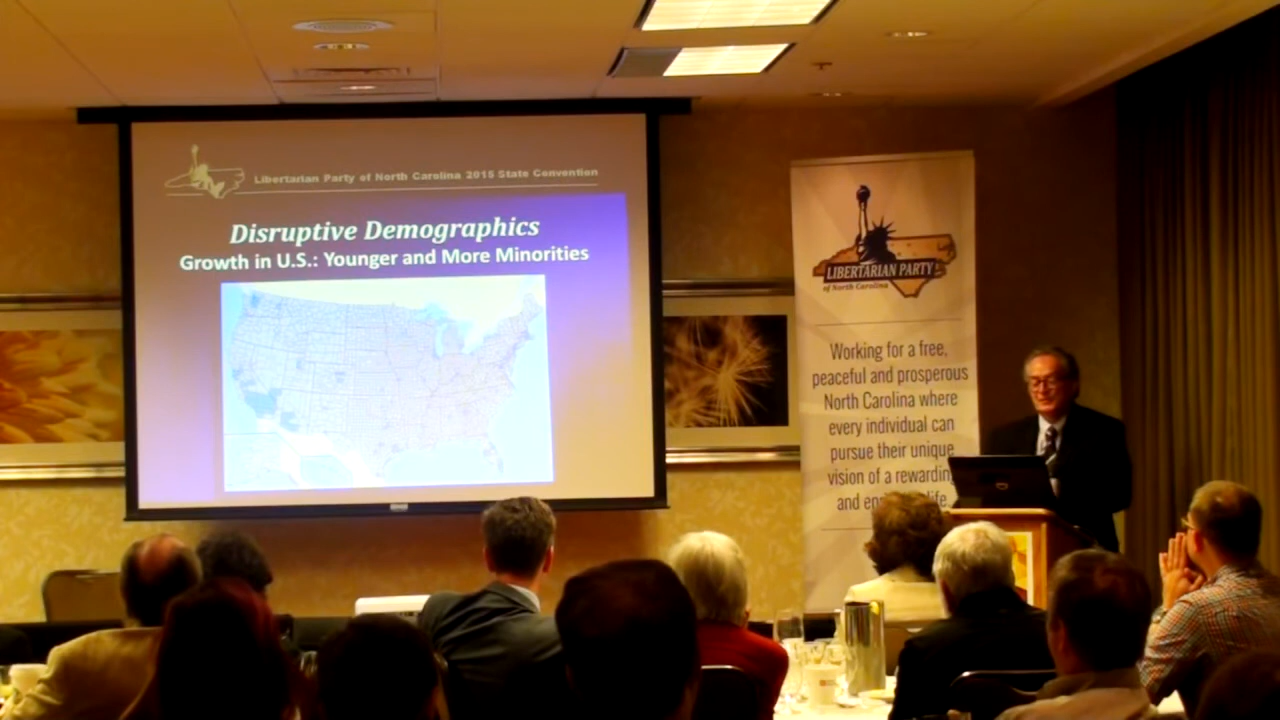 Libertarian Party of North Carolina 2015 State Convention
Disruptive Demographics
Growth in U.S.: Younger and More Minorities
LIBERTARIAN PARTY
of North Carolina
Working for a free,
peaceful and prosperous
North Carolina where
every individual can
pursue their unique
vision of a rewarding
and life